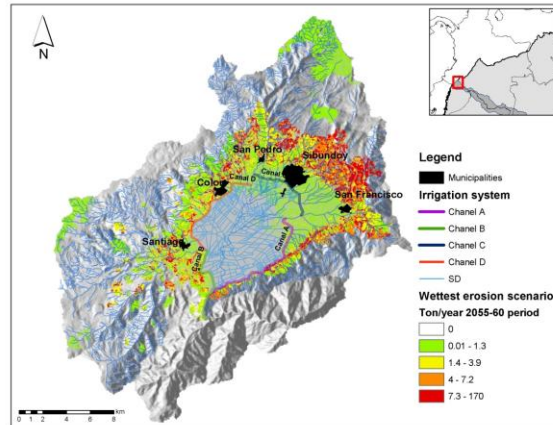 N
San Pedro
Sibundoy
Canal D
Canal
Colon
San Francisco
Santiago
Canal B
Canal A
0 1 2 4 6 8
km
Legend
Municipalities
Irrigation system
Chanel A
Chanel B
Chanel C
Chanel D
SD
Wettest erosion scenario
Ton/year 2055-60 period
0
0.01 - 1.3
1.4 - 3.9
4 - 7.2
7.3 - 170